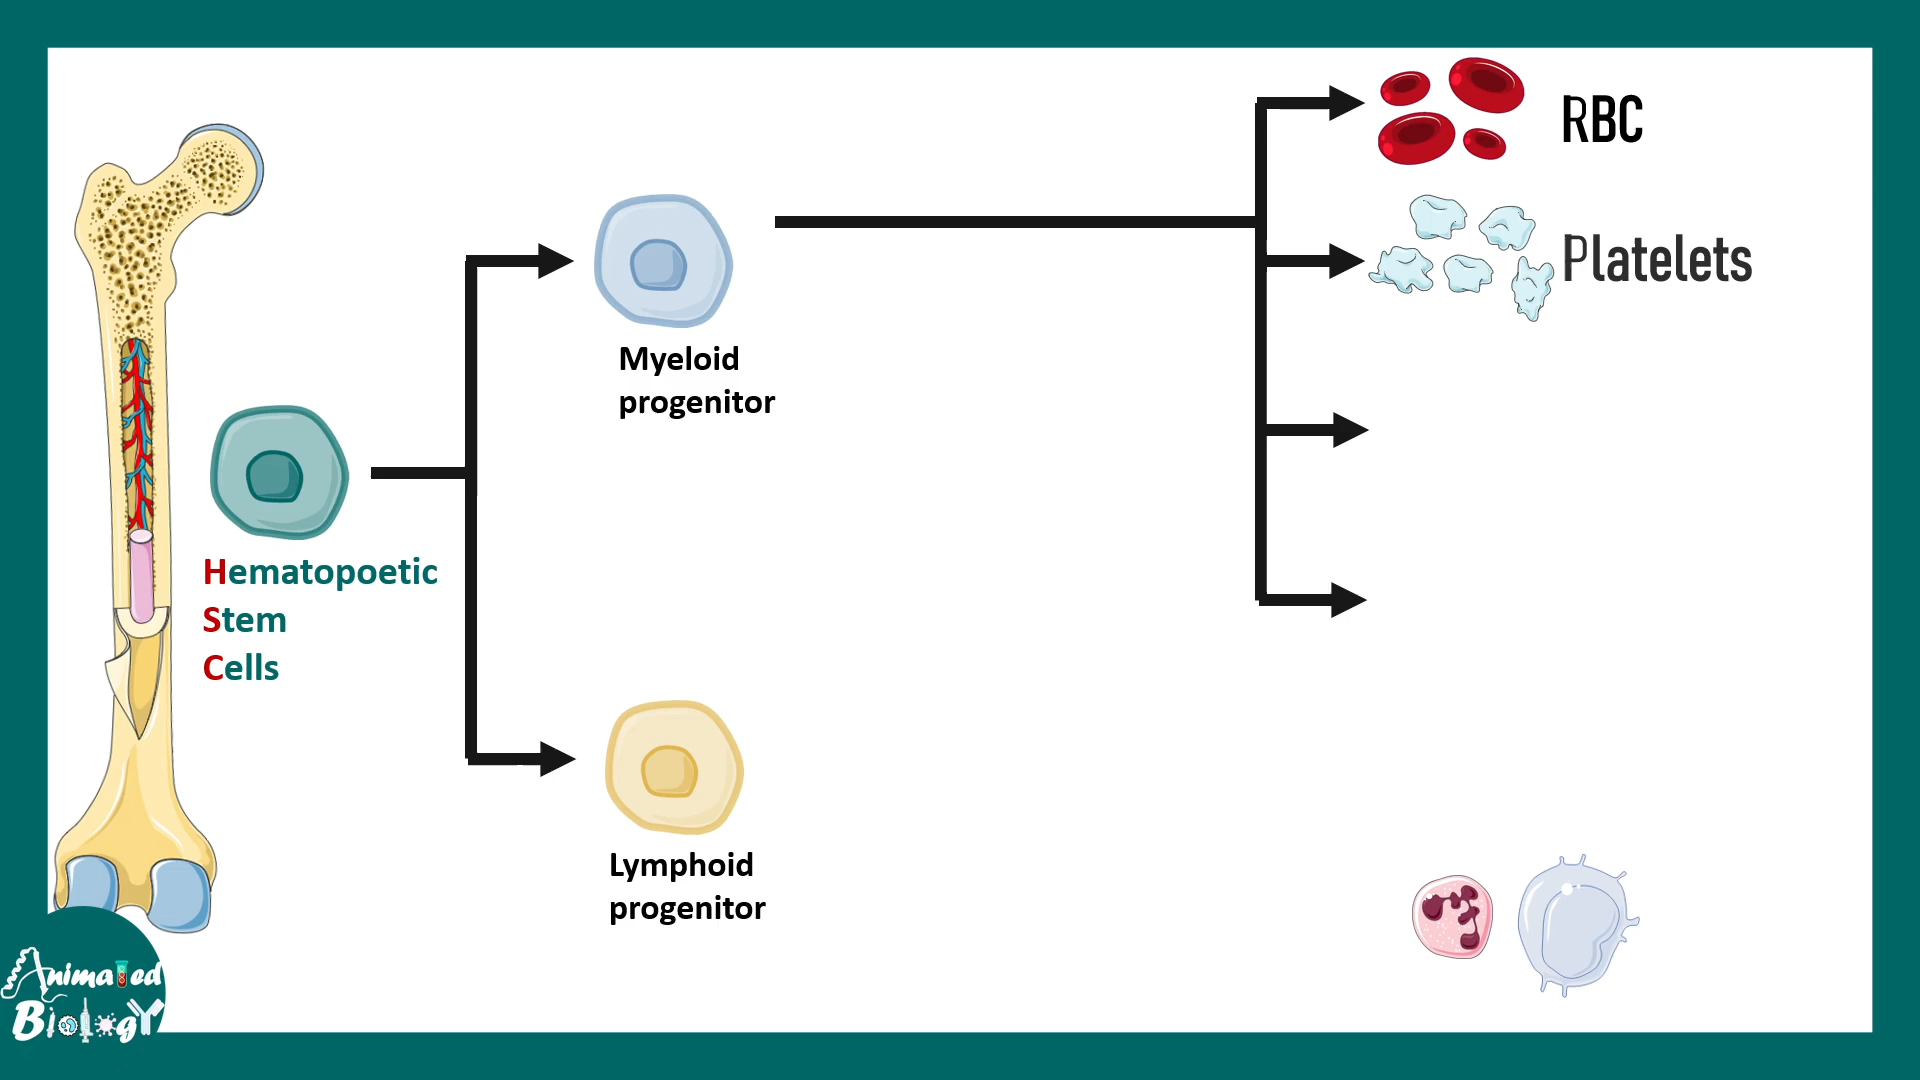 RBC
Platelets
Myeloid
progenitor
Hematopoetic
Stem
Cells
Lymphoid
progenitor
Animated
Biology